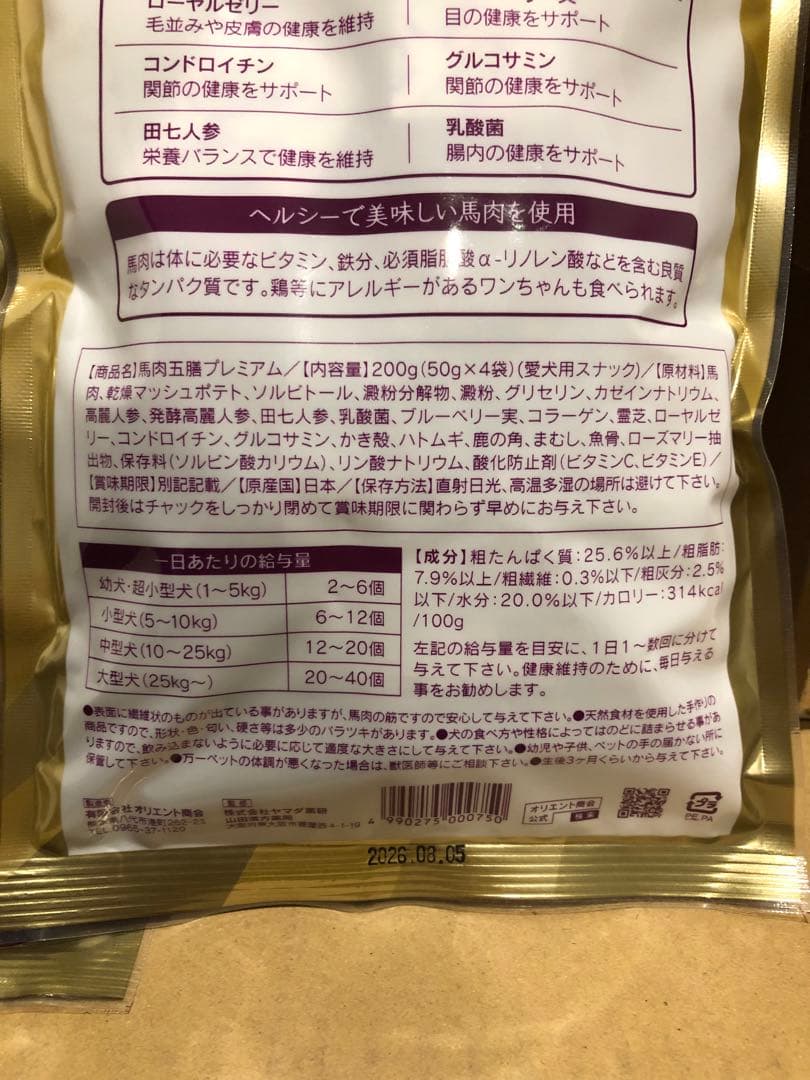 ローヤルゼリー
毛並みや皮膚の健康を維持
目の健康をサポート
コンドロイチン
関節の健康をサポート
グルコサミン
関節の健康をサポート
田七人参
栄養バランスで健康を維持
乳酸菌
腸内の健康をサポート
ヘルシーで美味しい馬肉を使用
馬肉は体に必要なビタミン、鉄分、必須脂肪酸α-リノレン酸などを含む良質
なタンパク質です。鶏等にアレルギーがあるワンちゃんも食べられます。
【商品名】馬肉五膳プレミアム/【内容量】200g(50g×4袋)(愛犬用スナック)/【原材料】馬
肉、乾燥マッシュポテト、ソルビトール、澱粉分解物、澱粉、グリセリン、カゼインナトリウム、
高麗人参、発酵高麗人参、田七人参、乳酸菌、ブルーベリー実、コラーゲン、霊芝、ローヤルゼ
リー、コンドロイチン、グルコサミン、かき殻、ハトムギ、鹿の角、まむし、魚骨、ローズマリー抽
出物、保存料(ソルビン酸カリウム)、リン酸ナトリウム、酸化防止剤(ビタミンC、ビタミンE)/
【賞味期限】別記記載/【原産国】日本/【保存方法】直射日光、高温多湿の場所は避けて下さい。
開封後はチャックをしっかり閉めて賞味期限に関わらず早めにお与え下さい。
一日あたりの給与量
幼犬・超小型犬(1〜5kg) 2〜6個
小型犬(5〜10kg) 6〜12個
中型犬(10〜25kg) 12〜20個
大型犬(25kg〜) 20〜40個
【成分】粗たんぱく質:25.6%以上/粗脂肪:
7.9%以上/粗繊維:0.3%以下/粗灰分:2.5%
以下/水分:20.0%以下/カロリー:314kcal
/100g
左記の給与量を目安に、1日1〜数回に分けて
与えて下さい。健康維持のために、毎日与える
事をお勧めします。
●表面に繊維状のものが出ている事がありますが、馬肉の筋ですので安心して与えて下さい。●天然食材を使用した手作りの
商品ですので、形状・色・匂い、硬さ等は多少のバラツキがあります。●犬の食べ方や性格によってはのどに詰まらせる事があ
りますので、飲み込まないように必要に応じて適度な大きさにして与えて下さい。●幼児や子供、ペットの手の届かない所に
保管して下さい。●万一ペットの体調が悪くなった場合は、獣医師等にご相談下さい。●生後3ヶ月くらいから与えて下さい。
製造者
有限会社オリエント商会
熊本県八代市港町262-23
TEL.0965-37-1120
監修
株式会社ヤマダ薬研
山田漢方薬局
4 990275 000750
オリエント商会
公式 検索
プラ
PE,PA
2026.08.05